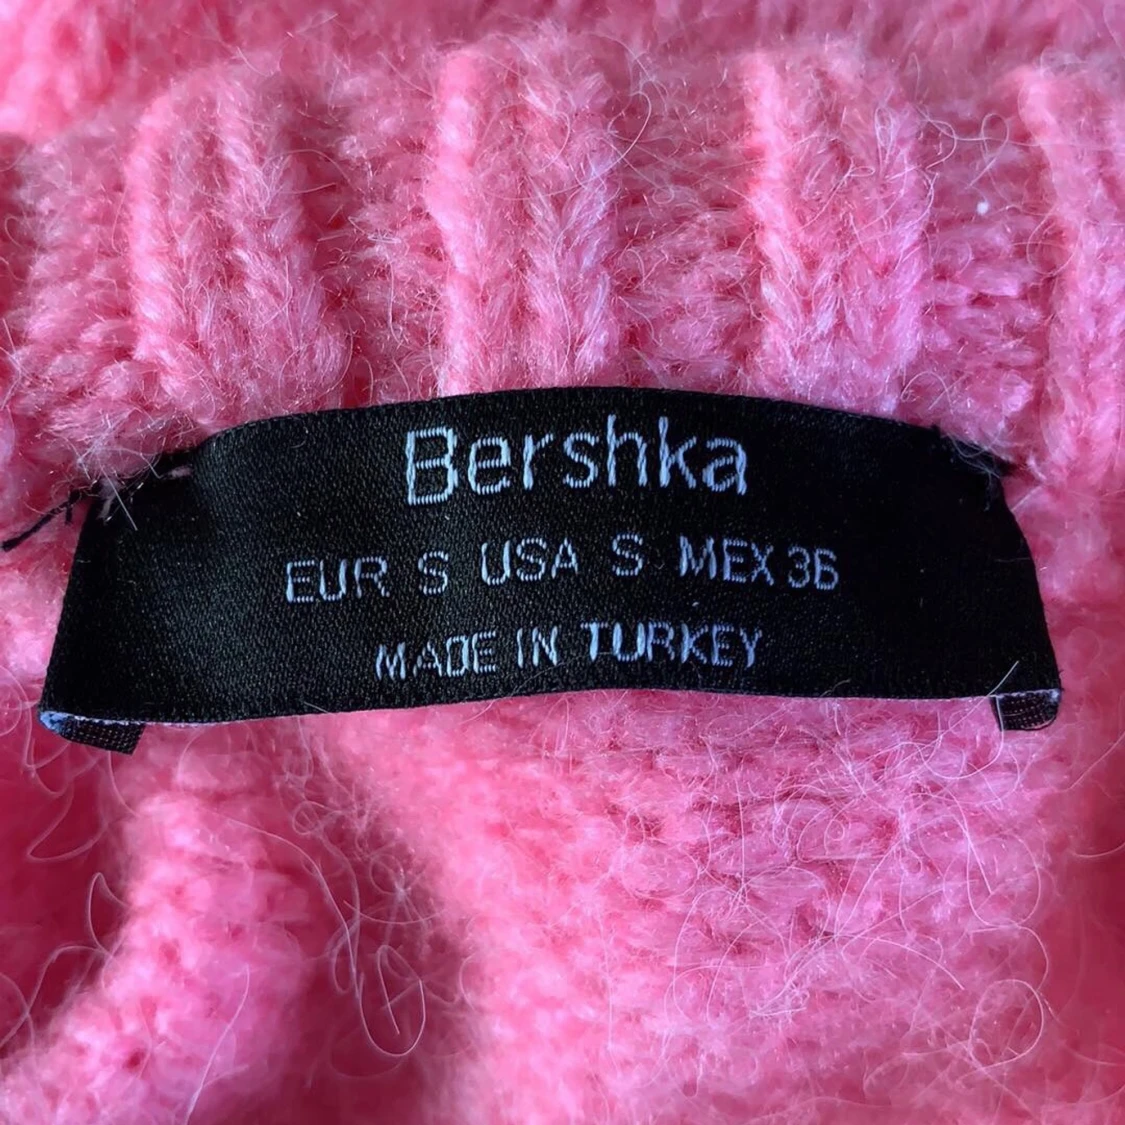 Bershka
EUR S USA S MEX 36
MADE IN TURKEY